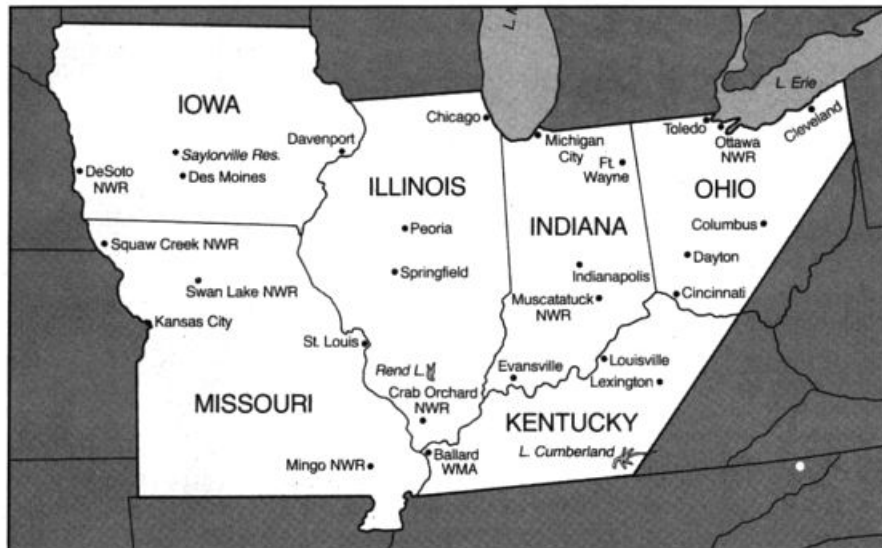 L. M
L. Erie
IOWA
Chicago
Toledo
Cleveland
Davenport
Michigan
City
Ottawa
NWR
Saylorville Res.
DeSoto
NWR
Des Moines
Ft.
Wayne
ILLINOIS
OHIO
Peoria
INDIANA
Columbus
Squaw Creek NWR
Dayton
Springfield
Indianapolis
Swan Lake NWR
Cincinnati
Muscatatuck
NWR
Kansas City
St. Louis
Rend L.
Evansville
Louisville
Lexington
Crab Orchard
NWR
MISSOURI
KENTUCKY
L. Cumberland
Ballard
WMA
Mingo NWR